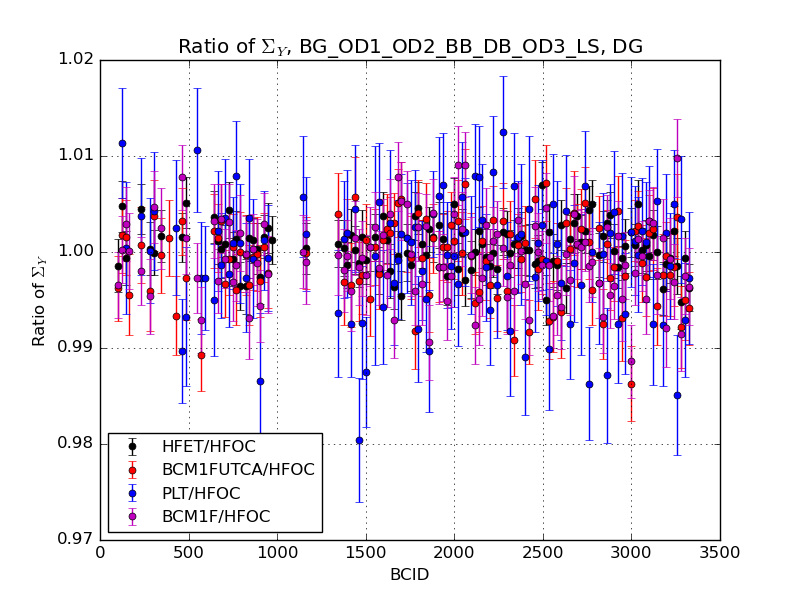 Ratio of Σ_Y, BG_OD1_OD2_BB_DB_OD3_LS, DG
1.02
1.01
1.00
0.99
0.98
0.97
Ratio of Σ_Y
HFET/HFOC
BCM1FUTCA/HFOC
PLT/HFOC
BCM1F/HFOC
0 500 1000 1500 2000 2500 3000 3500
BCID